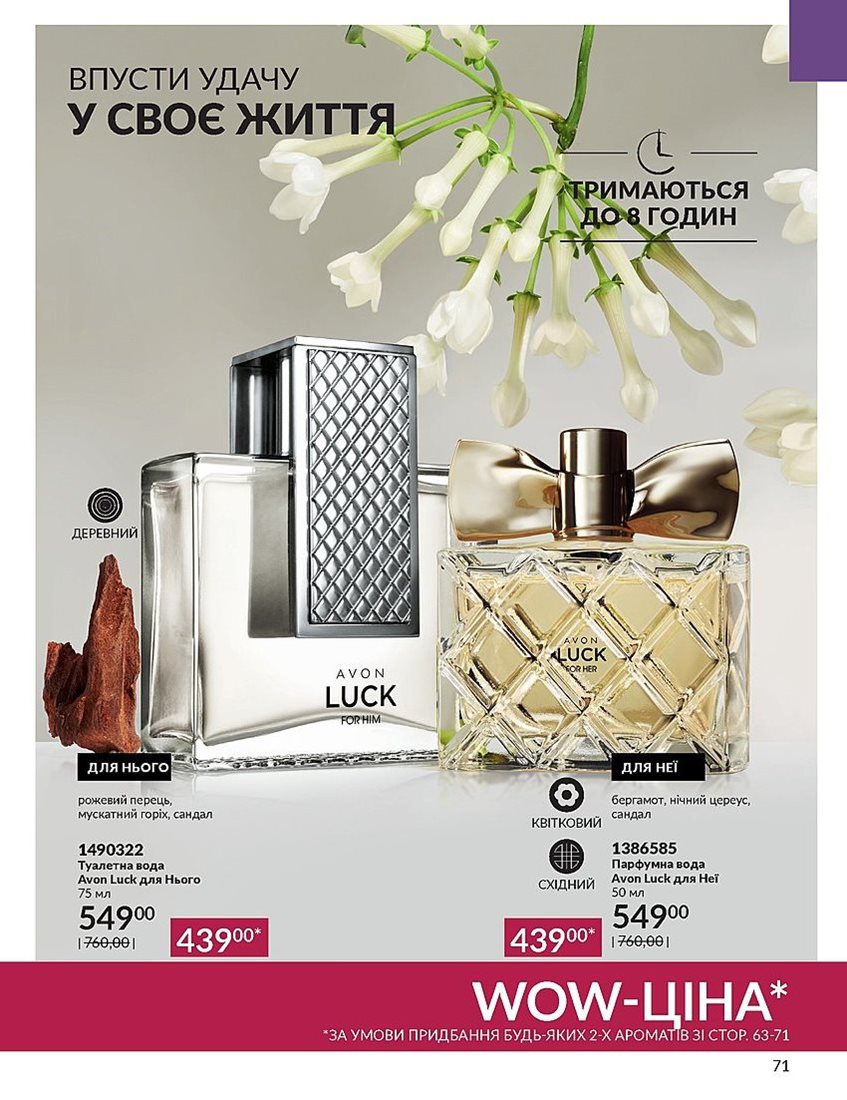 ВПУСТИ УДАЧУ
У СВОЄ ЖИТТЯ
ТРИМАЮТЬСЯ
ДО 8 ГОДИН
ДЕРЕВНИЙ
AVON
LUCK
FOR HIM
AVON
LUCK
FOR HER
ДЛЯ НЬОГО
рожевий перець,
мускатний горіх, сандал
1490322
Туалетна вода
Avon Luck для Нього
75 мл
54900
|760,00|
43900*
ДЛЯ НЕЇ
КВІТКОВИЙ
СХІДНИЙ
бергамот, нічний цереус,
сандал
1386585
Парфумна вода
Avon Luck для Неї
50 мл
54900
|760,00|
43900*
WOW-ЦІНА*
*ЗА УМОВИ ПРИДБАННЯ БУДЬ-ЯКИХ 2-Х АРОМАТІВ ЗІ СТОР. 63-71
71